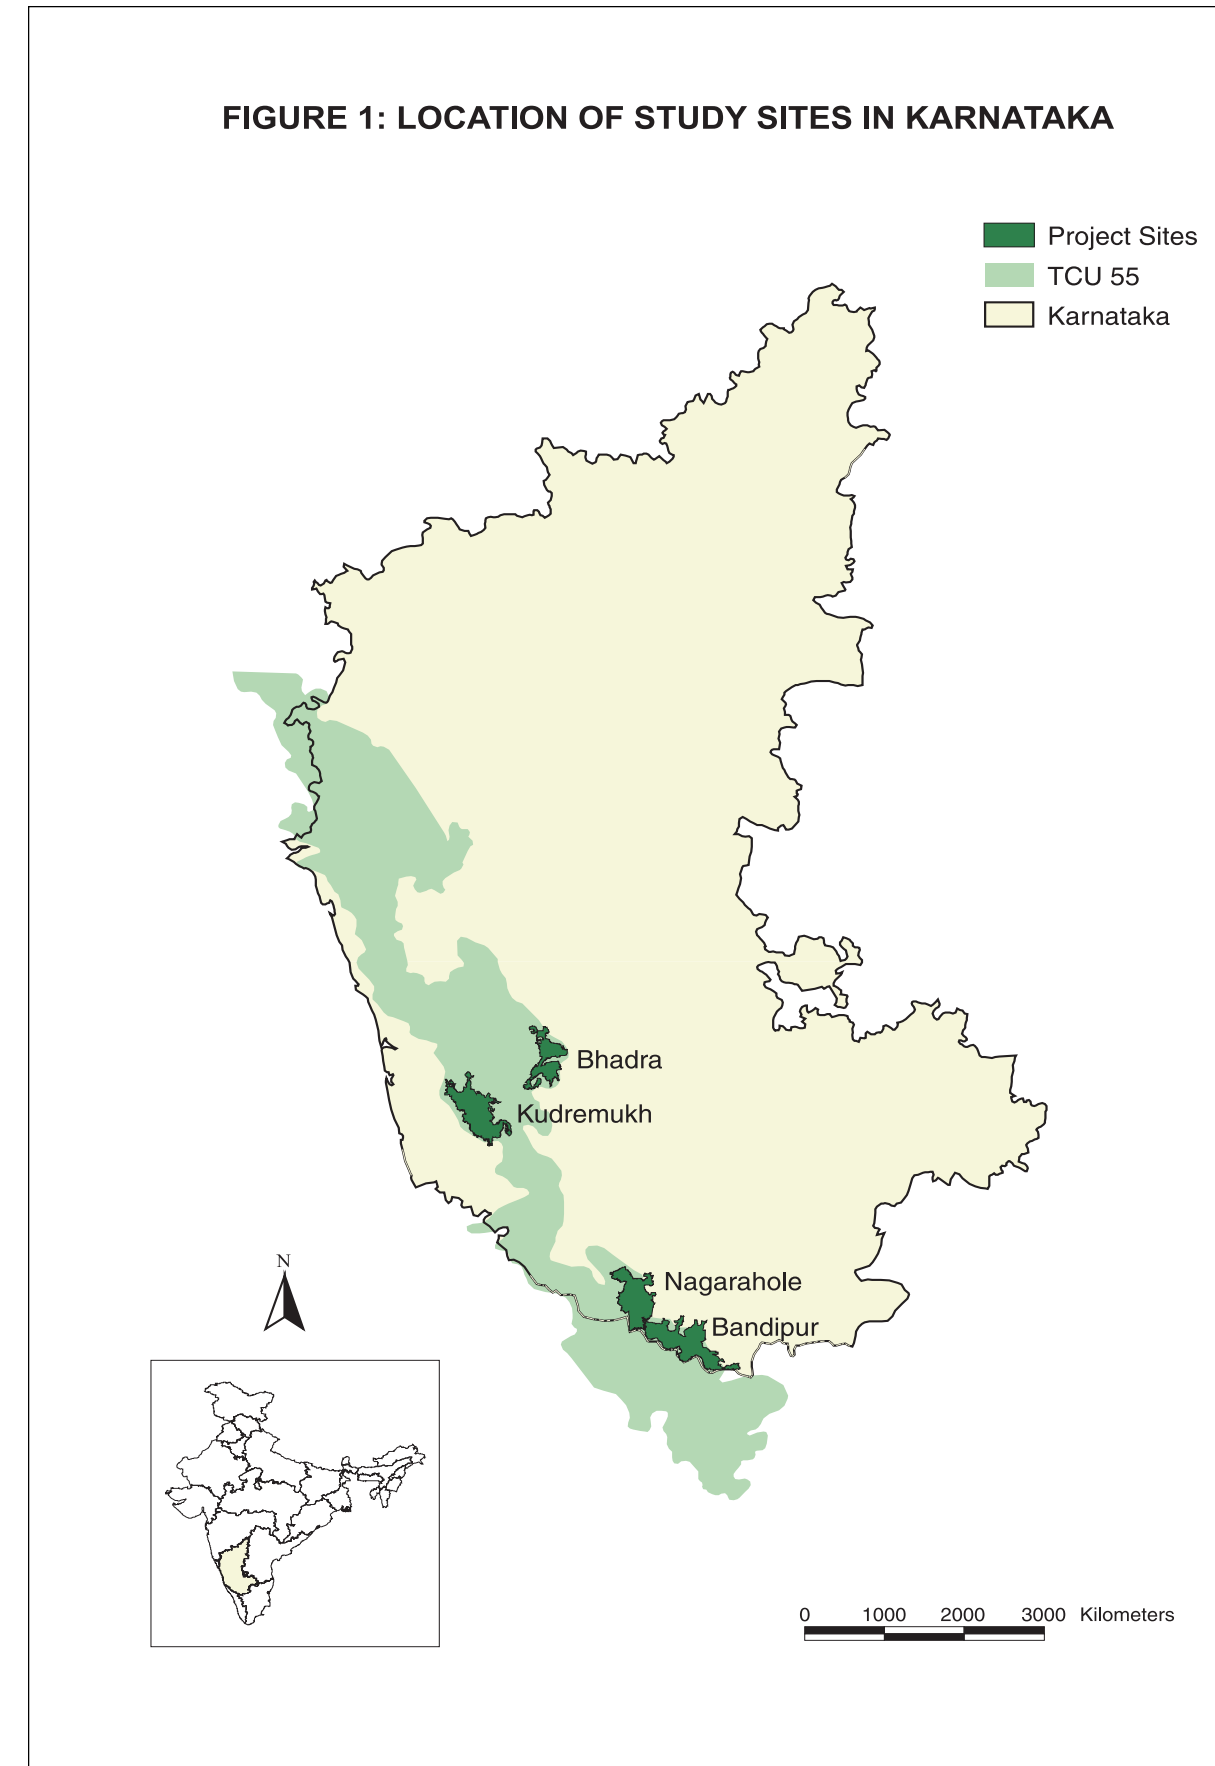 FIGURE 1: LOCATION OF STUDY SITES IN KARNATAKA
Project Sites
TCU 55
Karnataka
Bhadra
Kudremukh
Nagarahole
Bandipur
N
0 1000 2000 3000 Kilometers